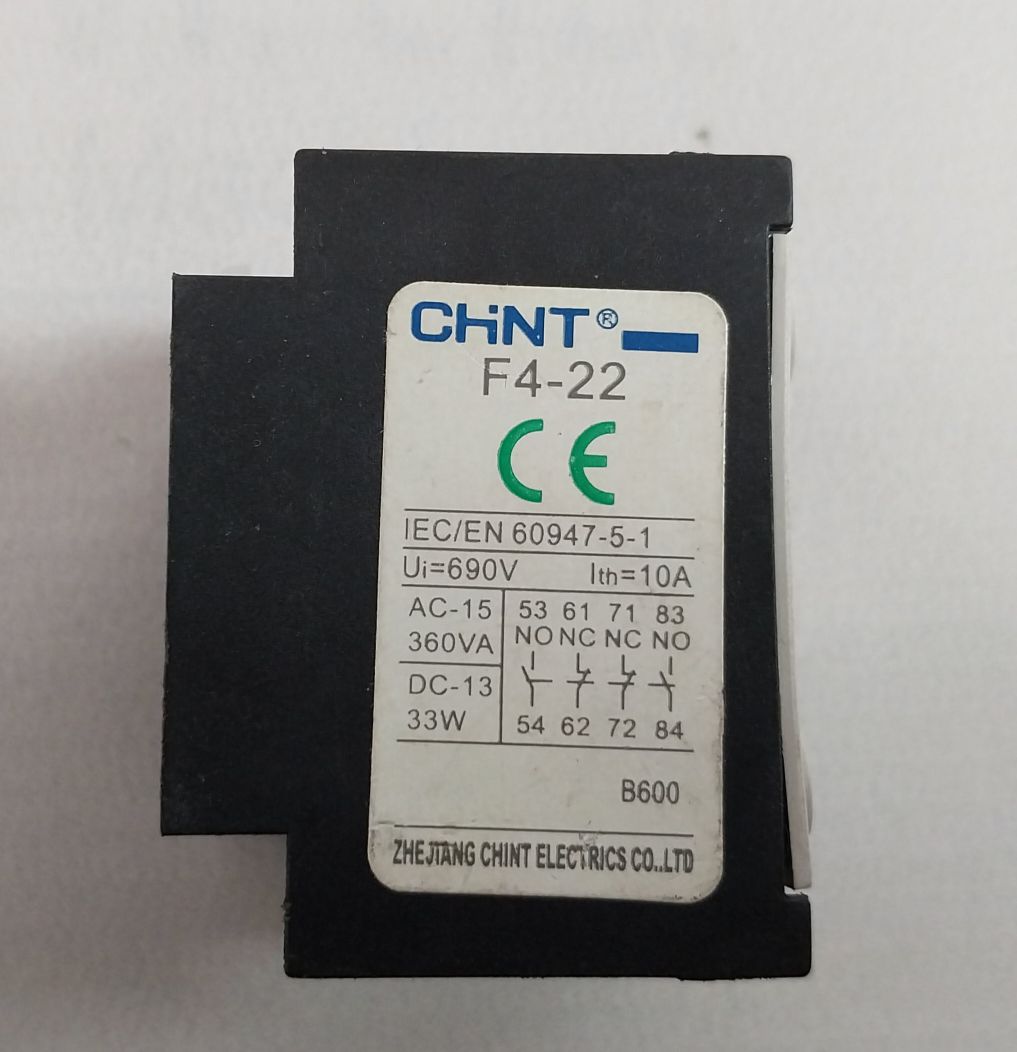 CHiNT®
F4-22
CE
IEC/EN 60947-5-1
Ui=690V Ith=10A
AC-15 53 61 71 83
360VA NO NC NC NO
DC-13
33W 54 62 72 84
B600
ZHEJIANG CHINT ELECTRICS CO..LTD